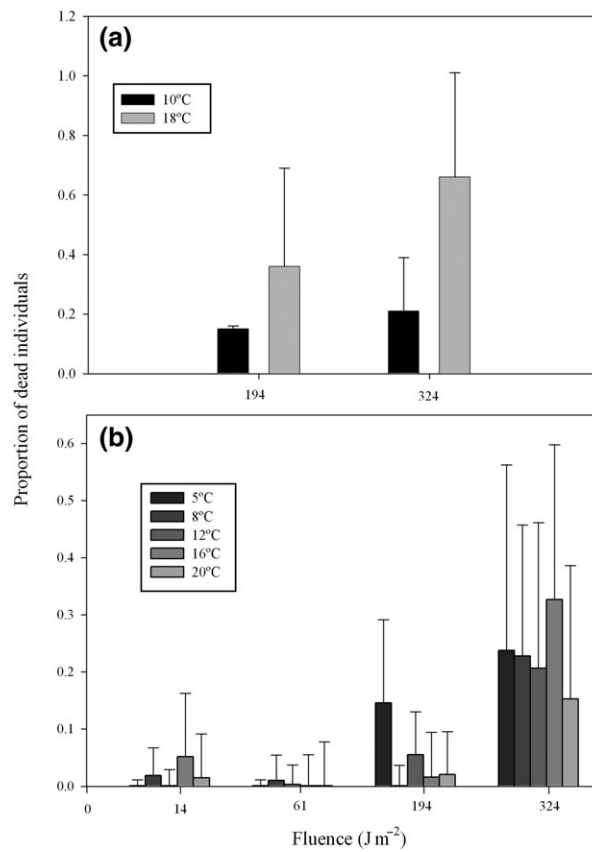 (a)
1.2
1.0
0.8
0.6
0.4
0.2
0.0
10ºC
18ºC
194
324
Proportion of dead individuals
(b)
0.6
0.5
0.4
0.3
0.2
0.1
0.0
5ºC
8ºC
12ºC
16ºC
20ºC
0
14
61
194
324
Fluence (J m⁻²)